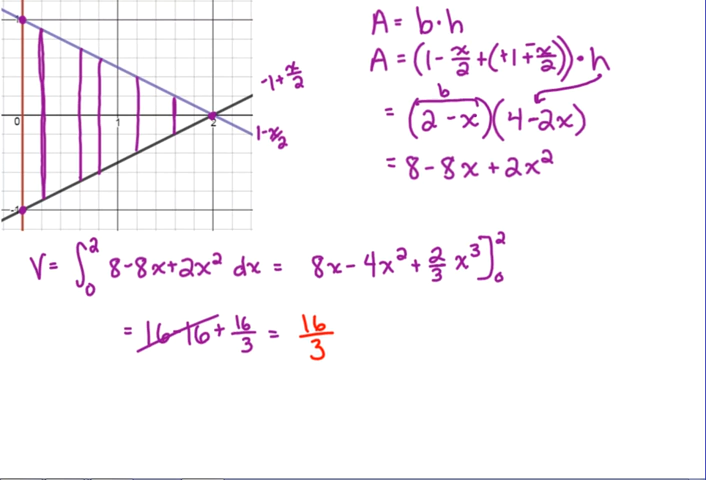 A = b·h
A = (1 - x/2 + (+1 + -x/2))·h
b
= (2 - x)(4 - 2x)
= 8 - 8x + 2x²
-1 + x/2
0 1 2
1 - x/2
V = ∫₀² 8 - 8x + 2x² dx = 8x - 4x² + 2/3 x³]₀²
= 16 - 16 + 16/3 = 16/3